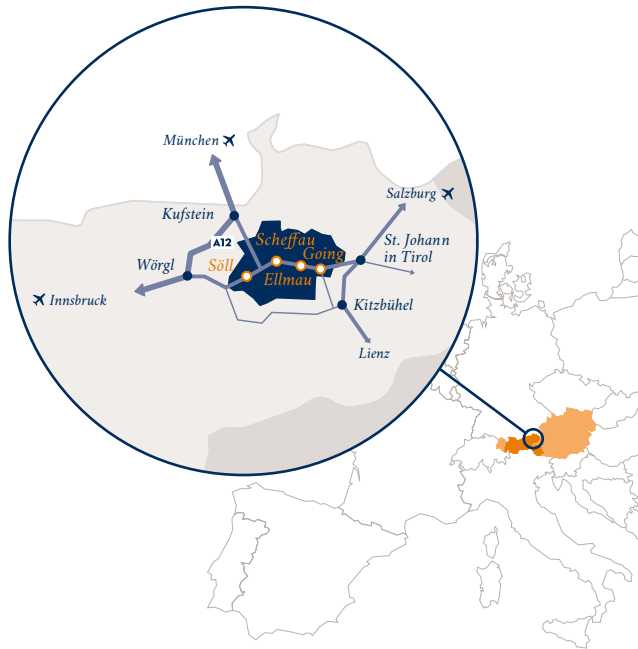 München
Salzburg
Kufstein
Scheffau
A12
Going
St. Johann
in Tirol
Wörgl
Söll
Ellmau
Innsbruck
Kitzbühel
Lienz